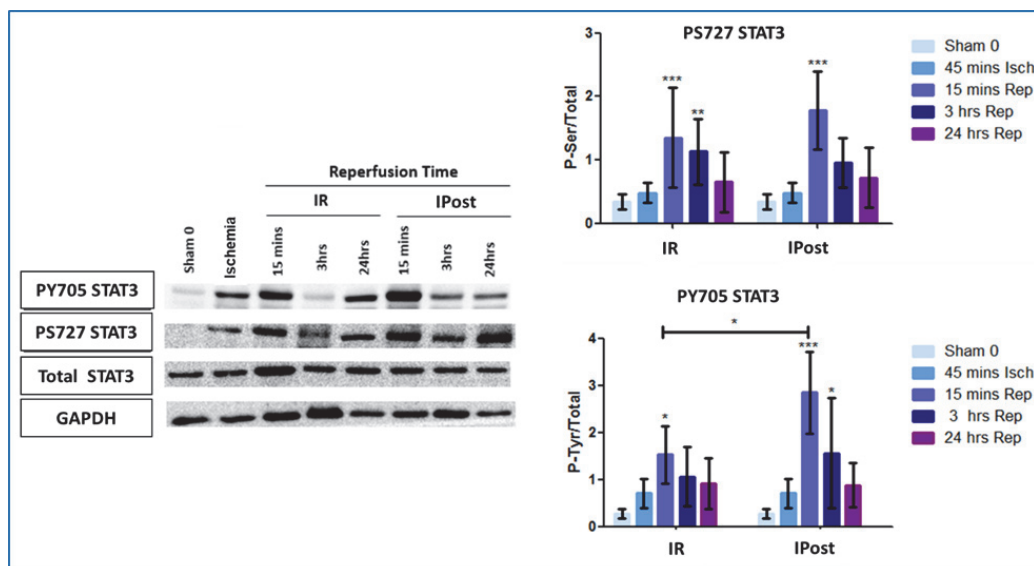 Reperfusion Time
IR
IPost
Sham 0
Ischemia
15 mins
3hrs
24hrs
15 mins
3hrs
24hrs
PY705 STAT3
PS727 STAT3
Total STAT3
GAPDH
PS727 STAT3
P-Ser/Total
3
2
1
0
***
**
***
IR
IPost
Sham 0
45 mins Isch
15 mins Rep
3 hrs Rep
24 hrs Rep
PY705 STAT3
P-Tyr/Total
4
3
2
1
0
*
*
***
*
IR
IPost
Sham 0
45 mins Isch
15 mins Rep
3 hrs Rep
24 hrs Rep